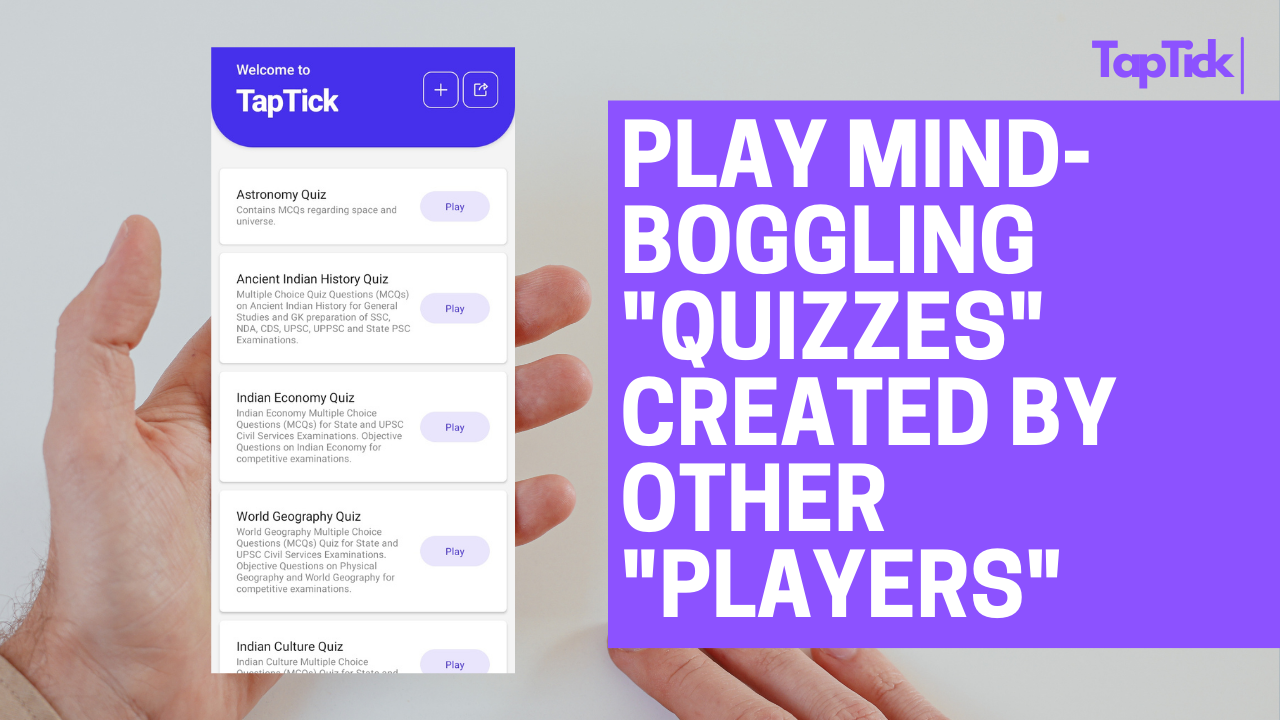 Welcome to
TapTick
Astronomy Quiz
Contains MCQs regarding space and
universe.
Play
Ancient Indian History Quiz
Multiple Choice Quiz Questions (MCQs)
on Ancient Indian History for General
Studies and GK preparation of SSC,
NDA, CDS, UPSC, UPPSC and State PSC
Examinations.
Play
Indian Economy Quiz
Indian Economy Multiple Choice
Questions (MCQs) for State and UPSC
Civil Services Examinations. Objective
Questions on Indian Economy for
competitive examinations.
Play
World Geography Quiz
World Geography Multiple Choice
Questions (MCQs) Quiz for State and
UPSC Civil Services Examinations.
Objective Questions on Physical
Geography and World Geography for
competitive examinations.
Play
Indian Culture Quiz
Indian Culture Multiple Choice
Questions (MCQs) Quiz for State and
Play
TapTick
PLAY MIND-
BOGGLING
"QUIZZES"
CREATED BY
OTHER
"PLAYERS"